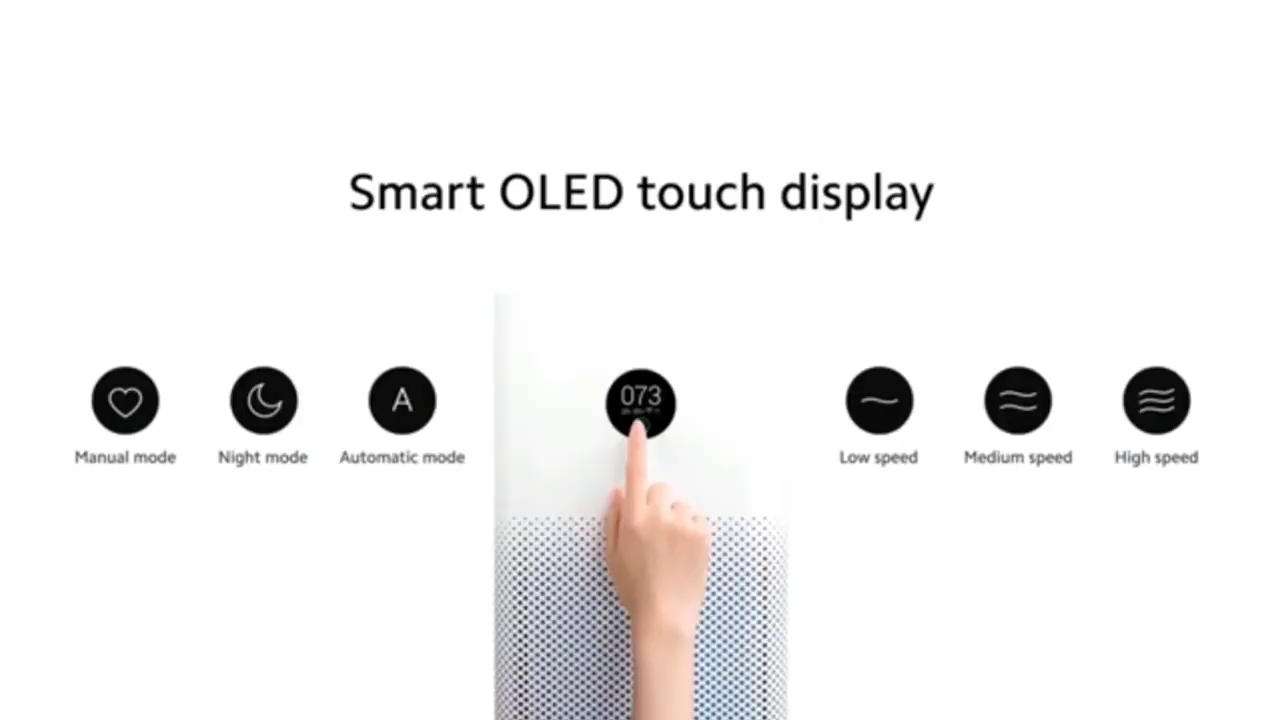 Smart OLED touch display
073
A
Manual mode
Night mode
Automatic mode
Low speed
Medium speed
High speed